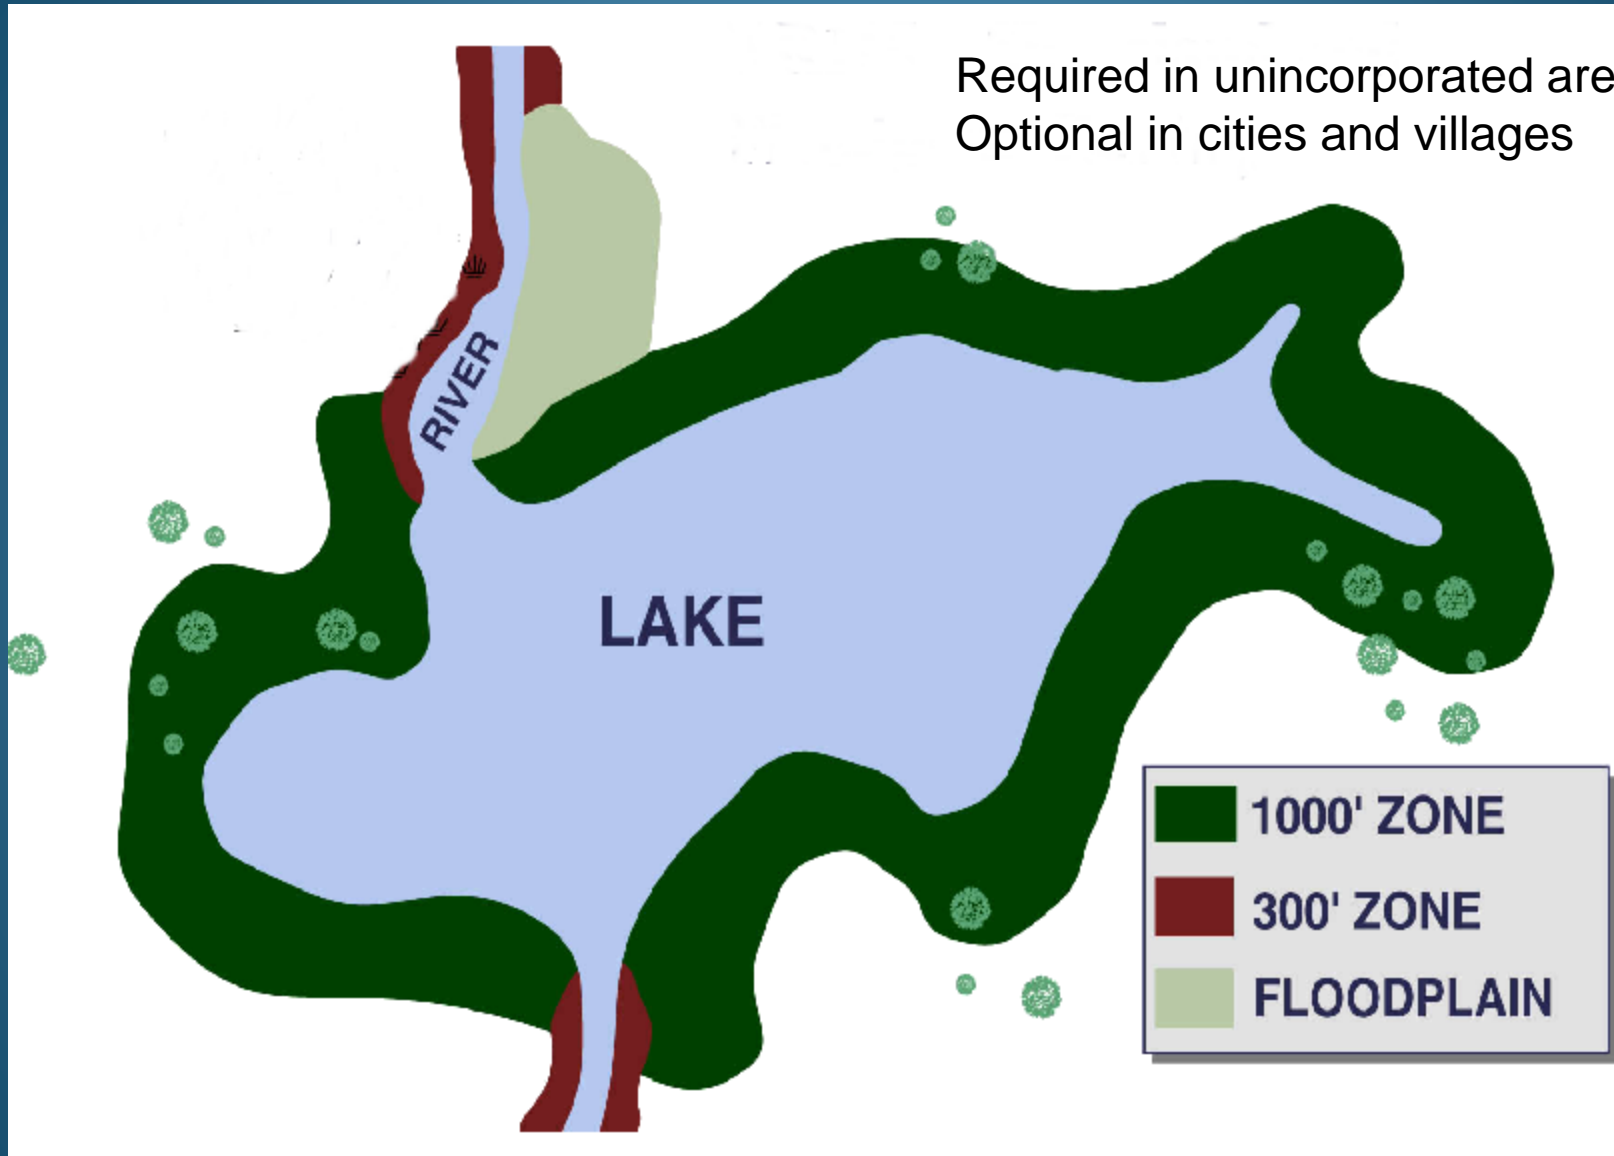 Required in unincorporated are
Optional in cities and villages
RIVER
LAKE
1000' ZONE
300' ZONE
FLOODPLAIN